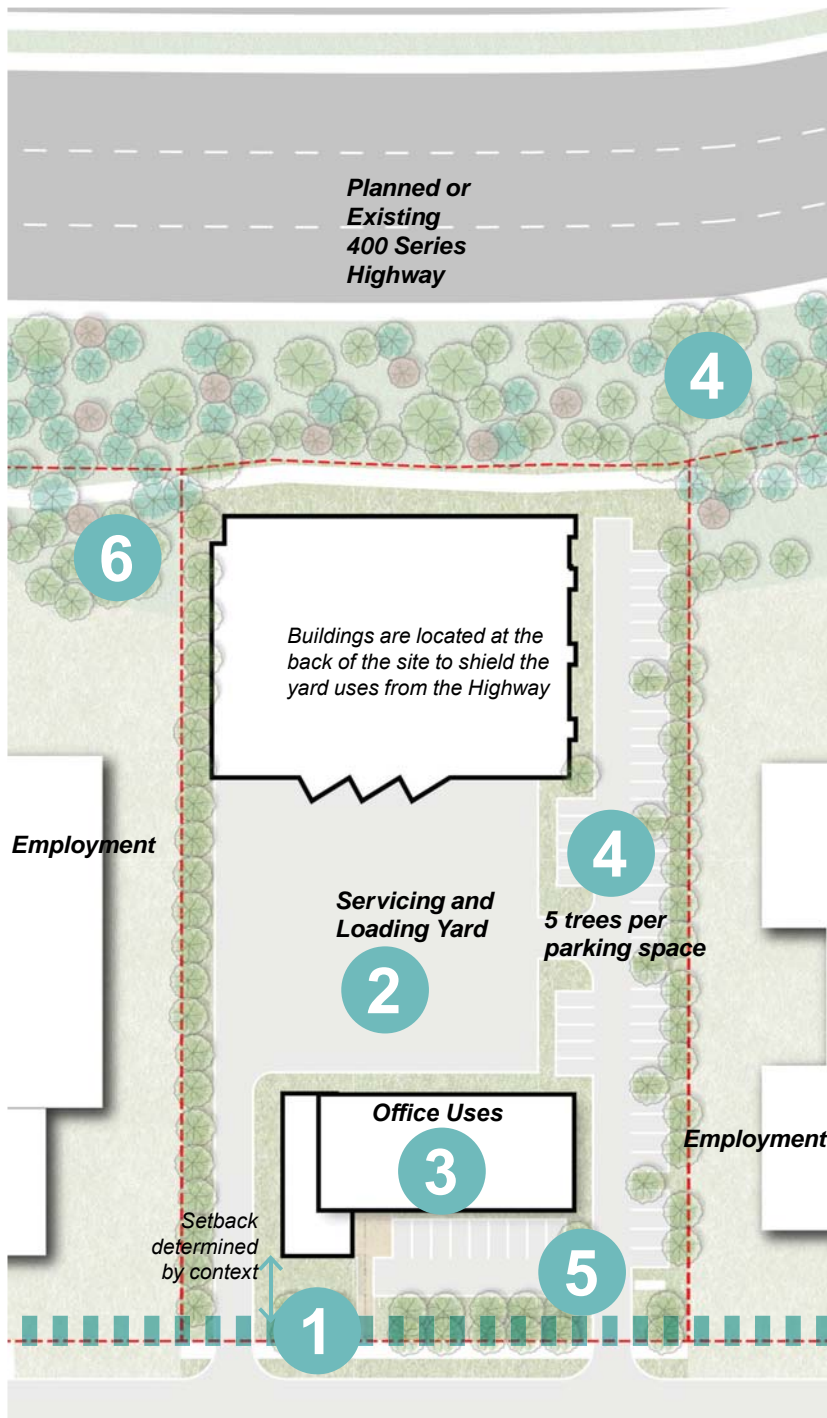 Planned or
Existing
400 Series
Highway
4
6
Buildings are located at the
back of the site to shield the
yard uses from the Highway
Employment
4
Servicing and
Loading Yard
5 trees per
parking space
2
Office Uses
3
Employment
Setback
determined
by context
5
1